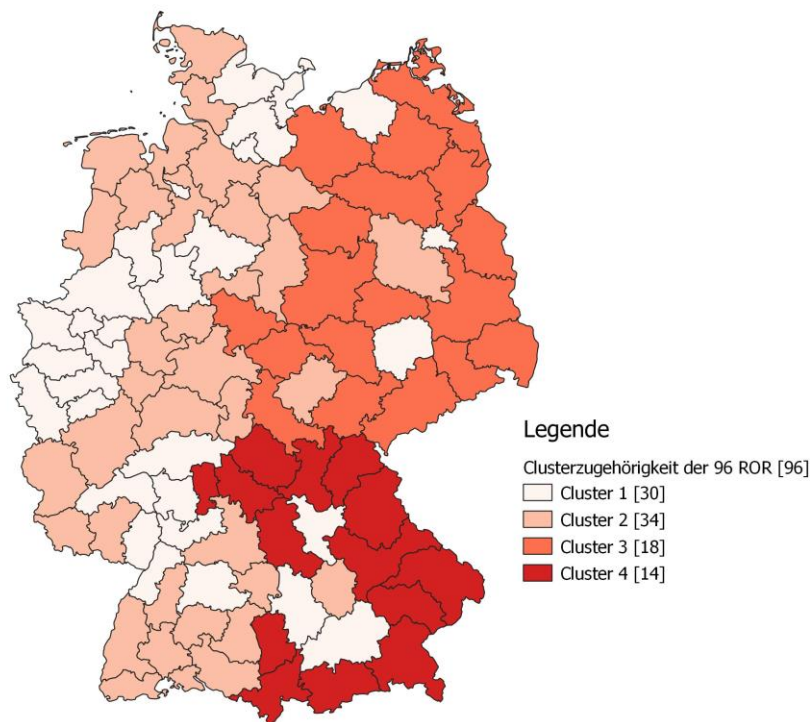 Legende
Clusterzugehörigkeit der 96 ROR [96]
Cluster 1 [30]
Cluster 2 [34]
Cluster 3 [18]
Cluster 4 [14]